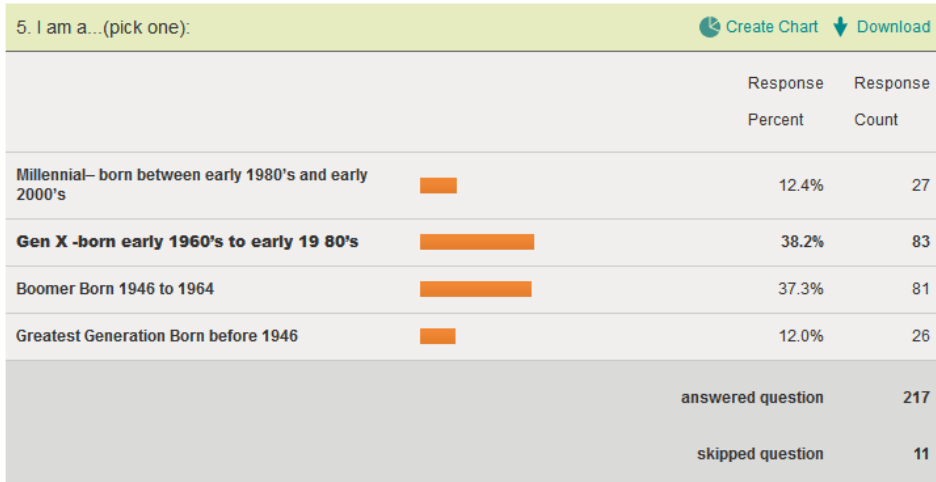 5. I am a...(pick one): Create Chart Download
Response Response
Percent Count
Millennial– born between early 1980's and early
2000's 12.4% 27
Gen X -born early 1960's to early 19 80's 38.2% 83
Boomer Born 1946 to 1964 37.3% 81
Greatest Generation Born before 1946 12.0% 26
answered question 217
skipped question 11